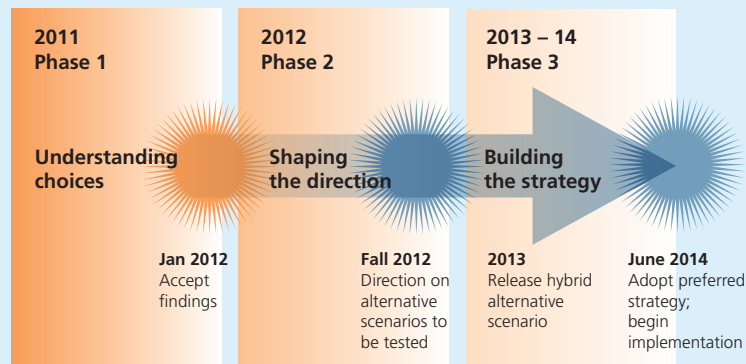 2011
Phase 1
2012
Phase 2
2013 – 14
Phase 3
Understanding
choices
Shaping
the direction
Building
the strategy
Jan 2012
Accept
findings
Fall 2012
Direction on
alternative
scenarios to
be tested
2013
Release hybrid
alternative
scenario
June 2014
Adopt preferred
strategy;
begin
implementation